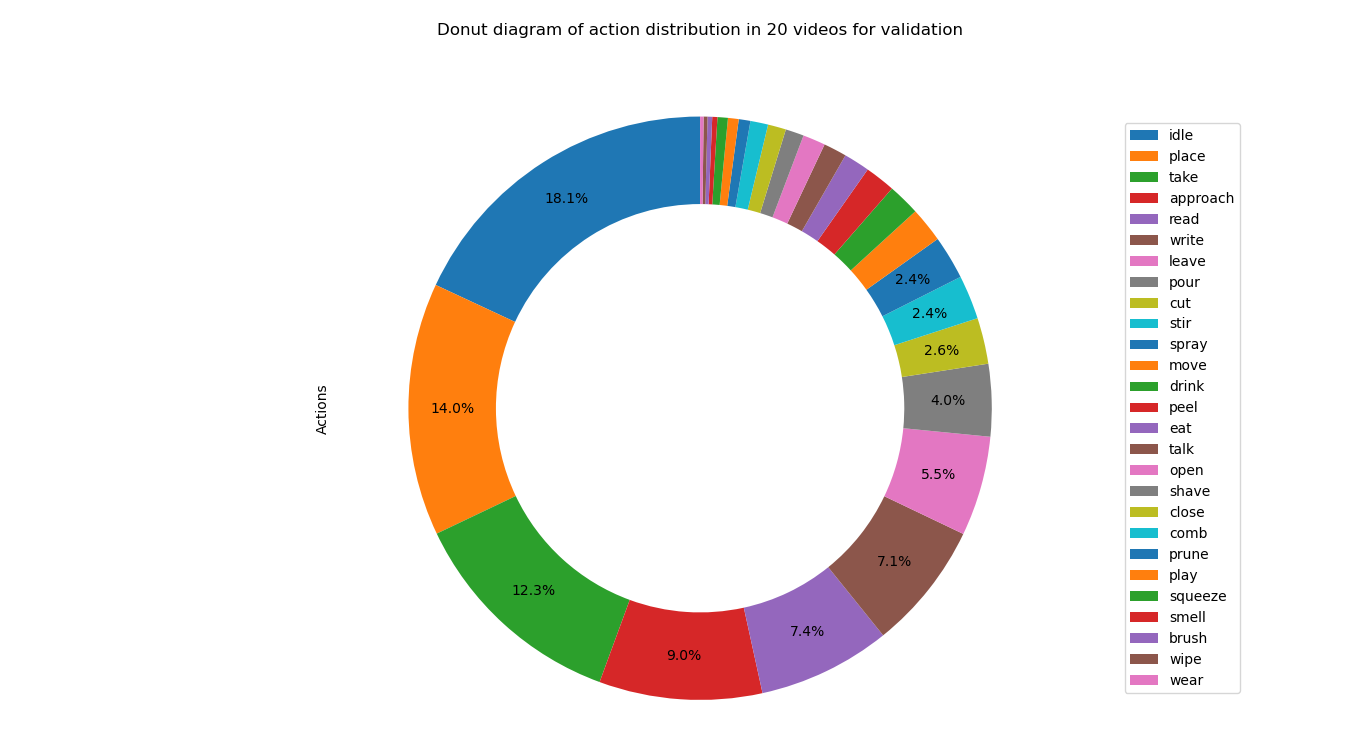 Donut diagram of action distribution in 20 videos for validation
18.1%
14.0%
12.3%
9.0%
7.4%
7.1%
5.5%
4.0%
2.6%
2.4%
2.4%
Actions
idle
place
take
approach
read
write
leave
pour
cut
stir
spray
move
drink
peel
eat
talk
open
shave
close
comb
prune
play
squeeze
smell
brush
wipe
wear